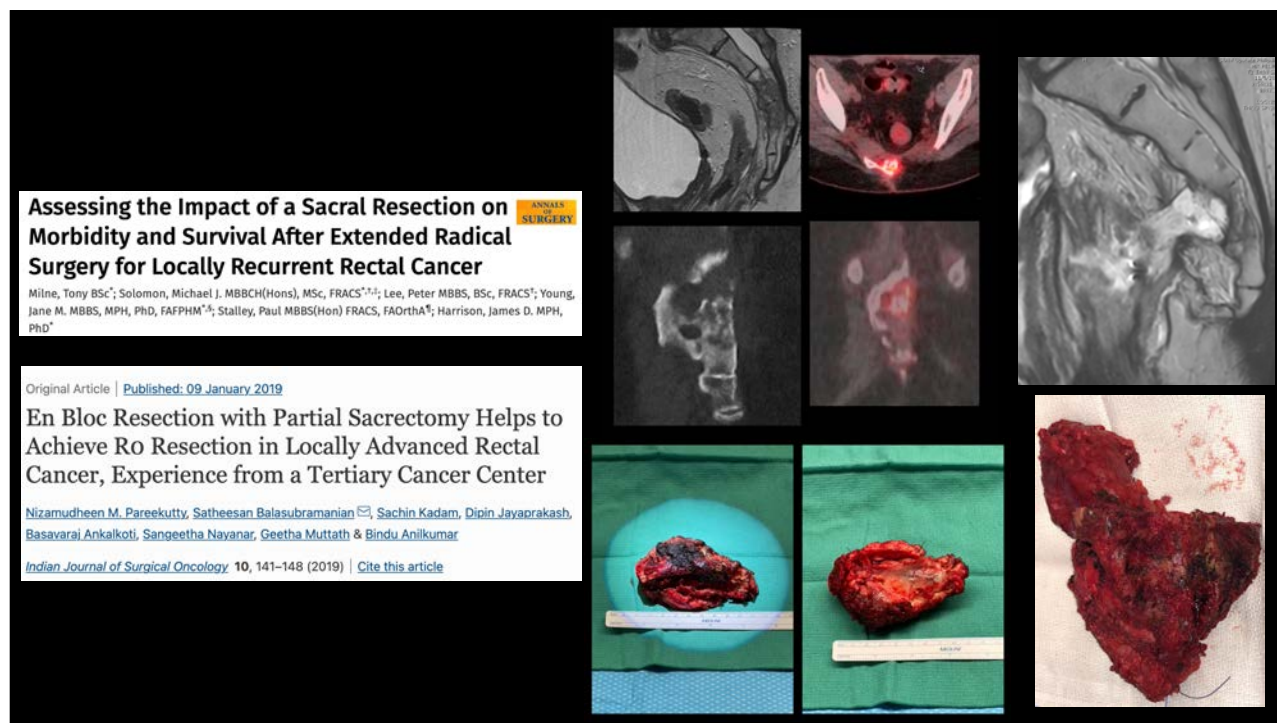 Assessing the Impact of a Sacral Resection on
Morbidity and Survival After Extended Radical
Surgery for Locally Recurrent Rectal Cancer
ANNALS
OF
SURGERY
Milne, Tony BSc*; Solomon, Michael J. MBBCH(Hons), MSc, FRACS*,†,‡; Lee, Peter MBBS, BSc, FRACS†; Young,
Jane M. MBBS, MPH, PhD, FAFPHM*,§; Stalley, Paul MBBS(Hon) FRACS, FAOrthA¶; Harrison, James D. MPH,
PhD*
Original Article | Published: 09 January 2019
En Bloc Resection with Partial Sacrectomy Helps to
Achieve R0 Resection in Locally Advanced Rectal
Cancer, Experience from a Tertiary Cancer Center
Nizamudheen M. Pareekutty, Satheesan Balasubramanian, Sachin Kadam, Dipin Jayaprakash,
Basavaraj Ankalkoti, Sangeetha Nayanar, Geetha Muttath & Bindu Anilkumar
Indian Journal of Surgical Oncology 10, 141–148 (2019) | Cite this article